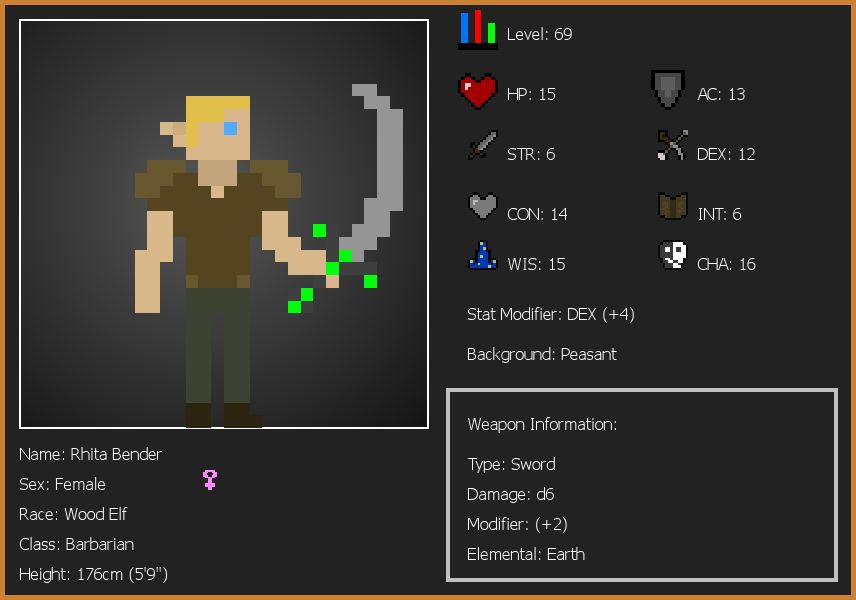 Level: 69
HP: 15
AC: 13
STR: 6
DEX: 12
CON: 14
INT: 6
WIS: 15
CHA: 16
Stat Modifier: DEX (+4)
Background: Peasant
Weapon Information:
Type: Sword
Damage: d6
Modifier: (+2)
Elemental: Earth
Name: Rhita Bender
Sex: Female
Race: Wood Elf
Class: Barbarian
Height: 176cm (5'9")